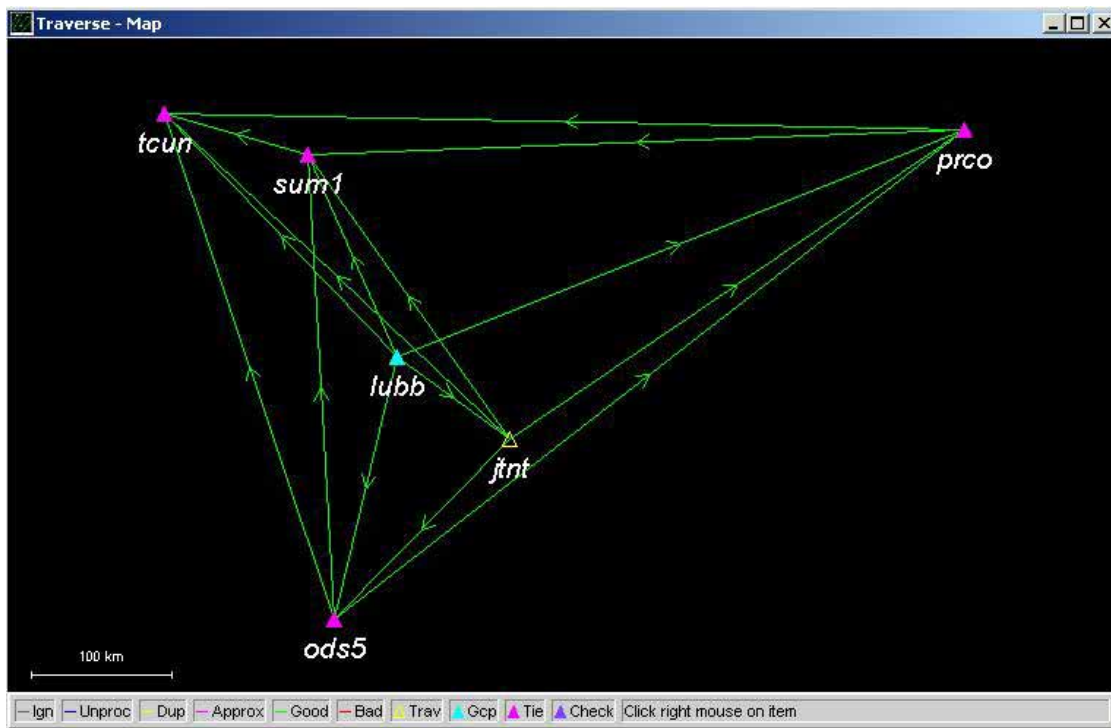 Traverse - Map
tcun
sum1
prco
lubb
jtnt
ods5
100 km
Ign Unproc Dup Approx Good Bad Trav Gcp Tie Check Click right mouse on item